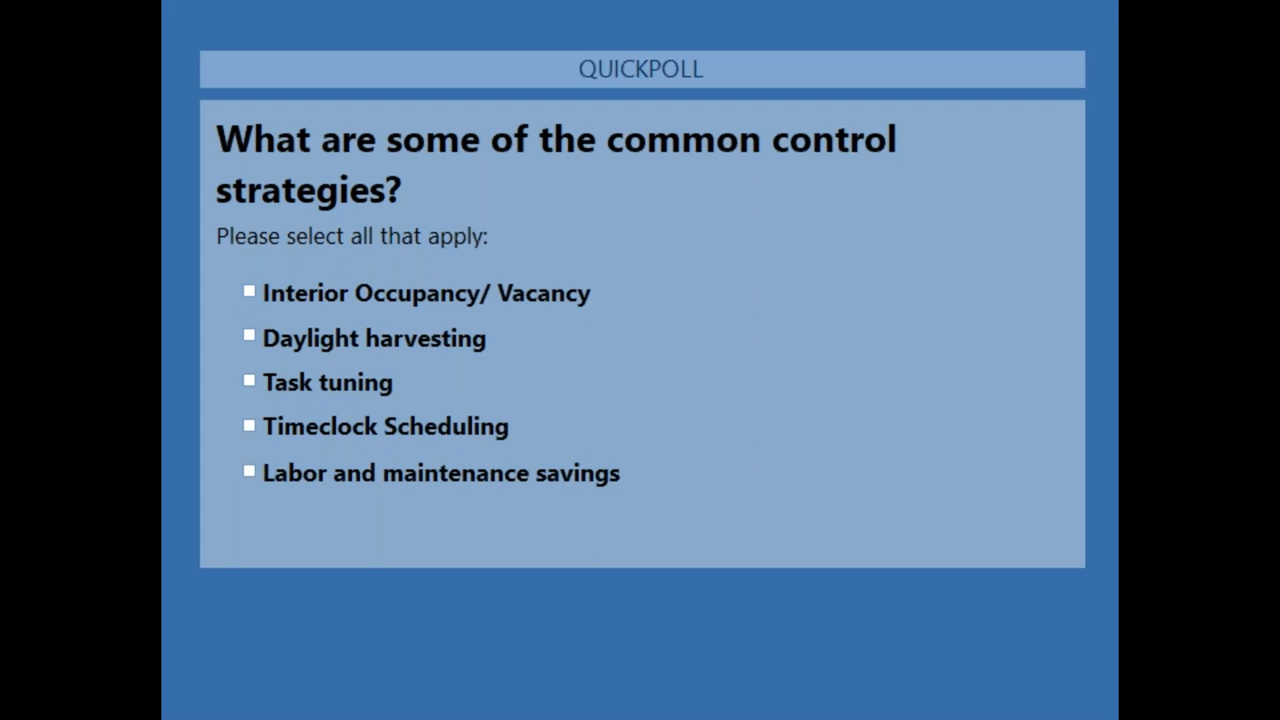 QUICKPOLL
What are some of the common control
strategies?
Please select all that apply:
Interior Occupancy/ Vacancy
Daylight harvesting
Task tuning
Timeclock Scheduling
Labor and maintenance savings